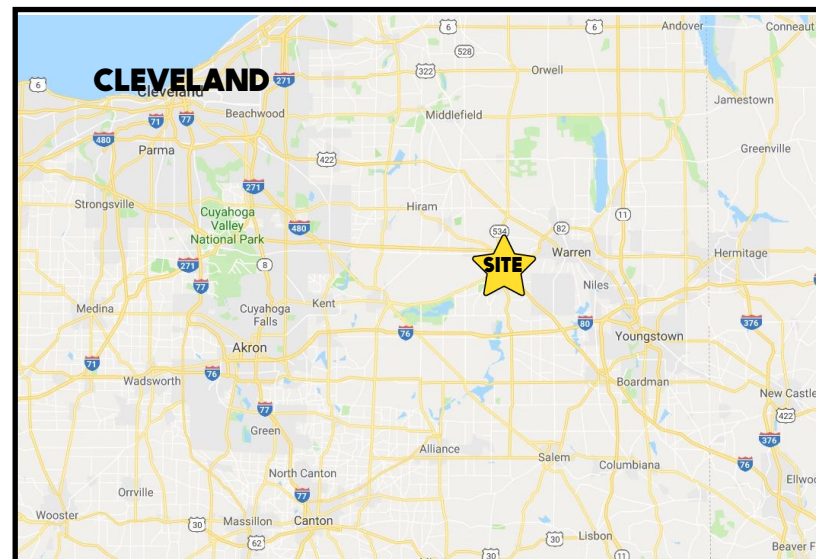 6
6
Andover
Conneaut
528
CLEVELAND
Cleveland
271
322
Orwell
6
Jamestown
Beachwood
Middlefield
71
77
480
Parma
422
Greenville
271
Strongsville
Cuyahoga
Valley
National Park
Hiram
11
480
534
82
Warren
Hermitage
SITE
271
8
77
Niles
Medina
Cuyahoga
Falls
Kent
76
80
376
Youngstown
Akron
71
76
Wadsworth
Boardman
New Castle
77
422
Green
376
Alliance
Salem
Columbiana
76
North Canton
Orrville
77
Ellwo
Wooster
30
Massillon
Canton
62
30
30
Lisbon
11
Beaver F